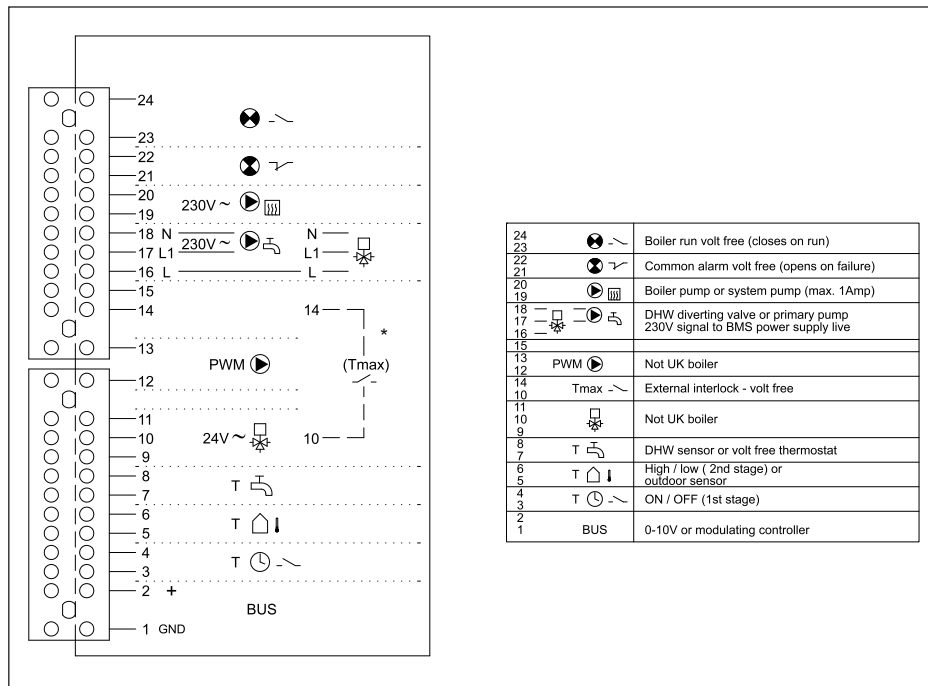 24
23
22
21
20
230V ~
19
18 N
230V ~
N
17 L1
L1
16 L
L
15
14
14
*
13
PWM
(Tmax)
12
11
10
24V ~
10
9
8
T
7
6
T
5
4
T
3
2 +
BUS
1 GND
24
23
Boiler run volt free (closes on run)
22
21
Common alarm volt free (opens on failure)
20
19
Boiler pump or system pump (max. 1Amp)
18
17
16
DHW diverting valve or primary pump
230V signal to BMS power supply live
15
13
12
PWM
Not UK boiler
14
10
Tmax
External interlock - volt free
11
10
9
Not UK boiler
8
7
T
DHW sensor or volt free thermostat
6
5
T
High / low ( 2nd stage) or
outdoor sensor
4
3
T
ON / OFF (1st stage)
2
1
BUS
0-10V or modulating controller